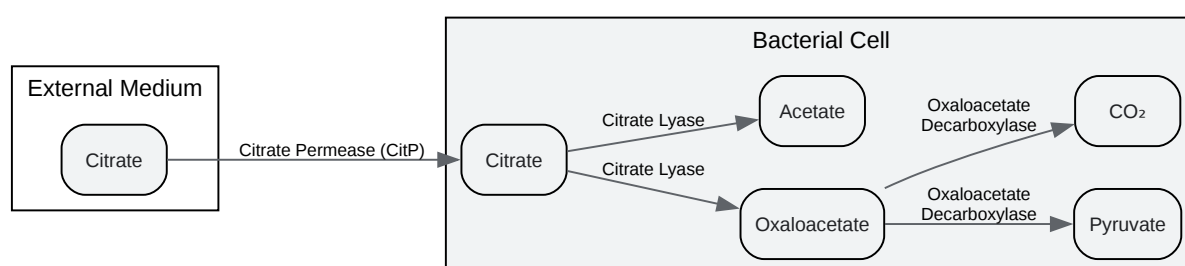 Bacterial Cell
External Medium
Citrate
Citrate Permease (CitP)
Citrate
Citrate Lyase
Acetate
Citrate Lyase
Oxaloacetate
Oxaloacetate
Decarboxylase
CO₂
Oxaloacetate
Decarboxylase
Pyruvate